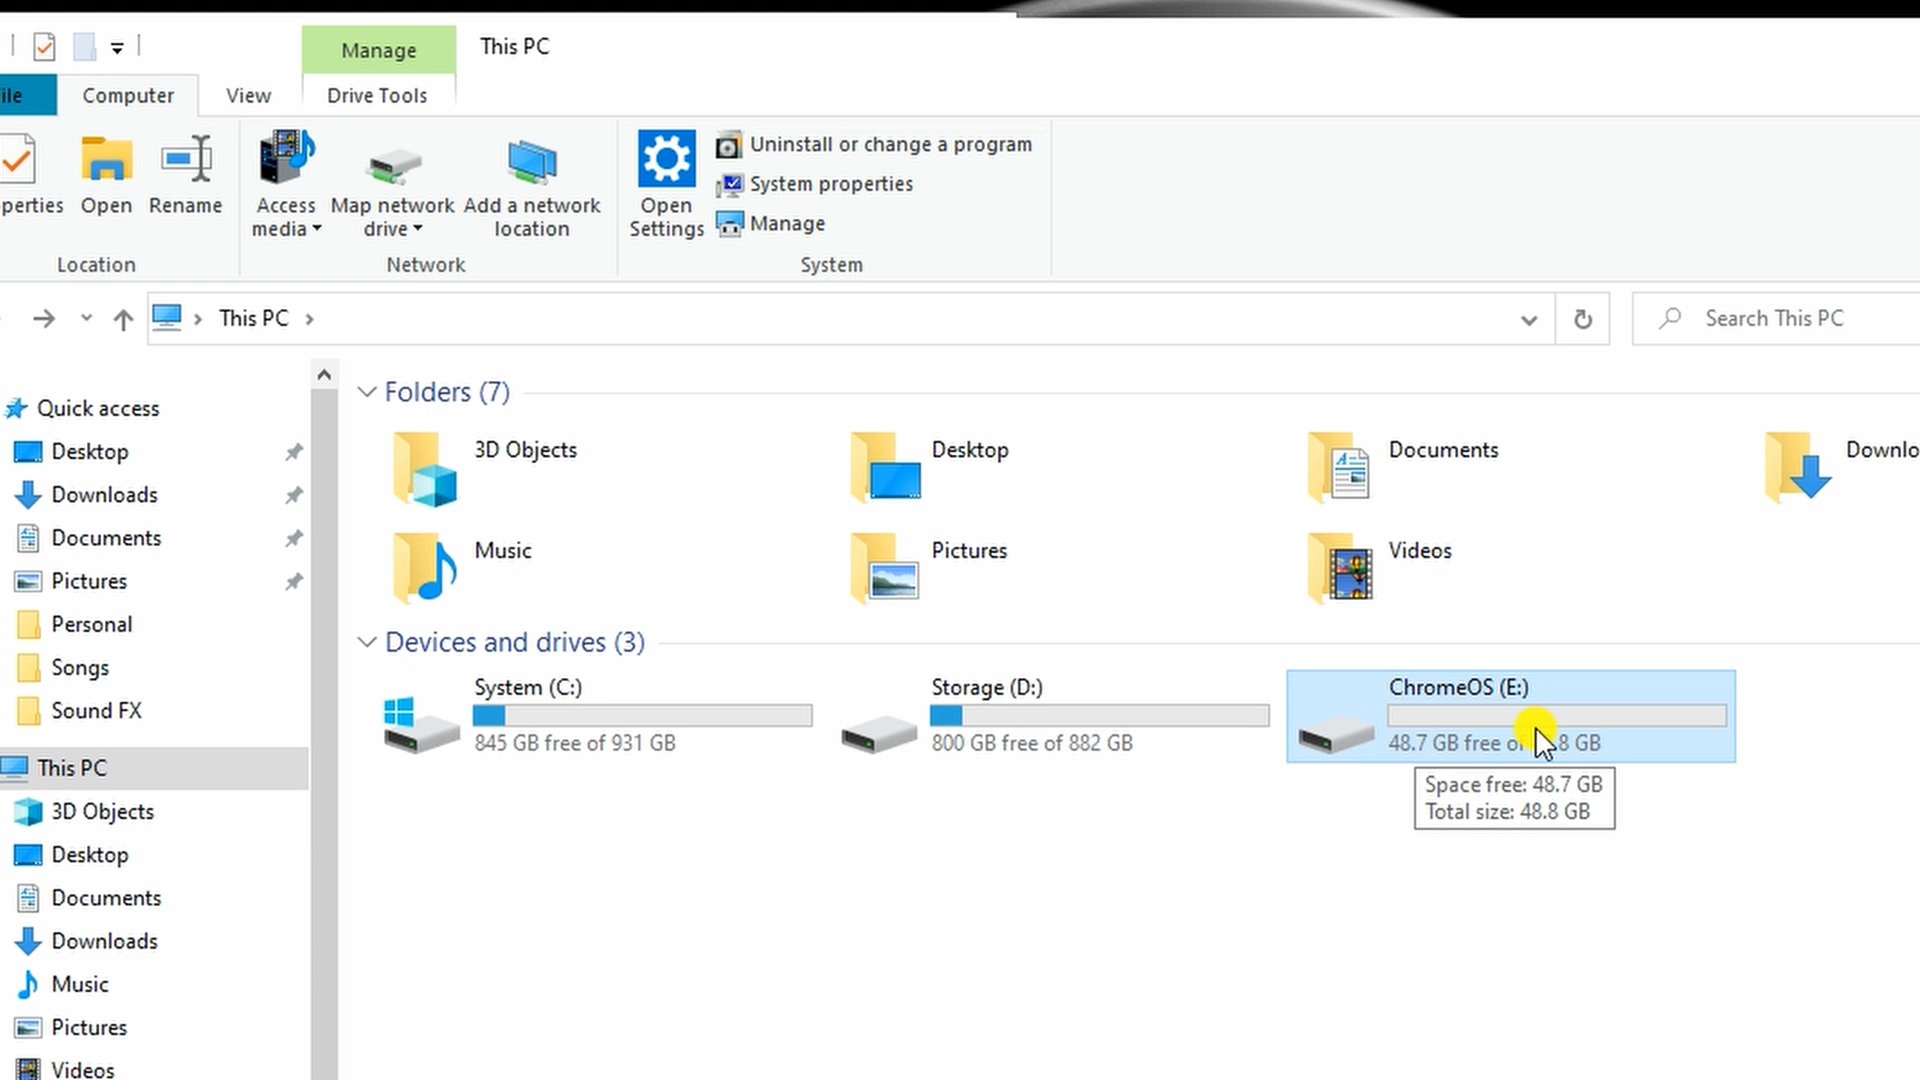 Manage
This PC
ile
Computer
View
Drive Tools
perties
Open
Rename
Access media
Map network drive
Add a network location
Open Settings
Uninstall or change a program
System properties
Manage
Location
Network
System
This PC
Search This PC
Quick access
Desktop
Downloads
Documents
Pictures
Personal
Songs
Sound FX
This PC
3D Objects
Desktop
Documents
Downloads
Music
Pictures
Videos
Folders (7)
3D Objects
Desktop
Documents
Downlo
Music
Pictures
Videos
Devices and drives (3)
System (C:)
845 GB free of 931 GB
Storage (D:)
800 GB free of 882 GB
ChromeOS (E:)
48.7 GB free of .8 GB
Space free: 48.7 GB
Total size: 48.8 GB